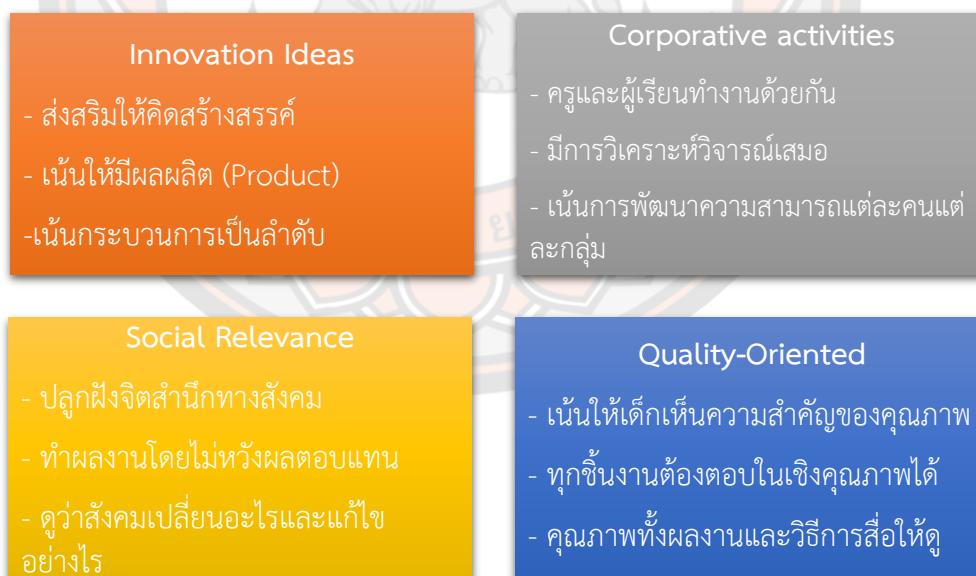 Innovation Ideas
- ส่งสริมให้คิดสร้างสรรค์
- เน้นให้มีผลผลิต (Product)
-เน้นกระบวนการเป็นลำดับ
Corporative activities
- ครูและผู้เรียนทำงานด้วยกัน
- มีการวิเคราะห์วิจารณ์เสมอ
- เน้นการพัฒนาความสามารถแต่ละคนแต่
ละกลุ่ม
Social Relevance
- ปลูกฝังจิตสำนึกทางสังคม
- ทำผลงานโดยไม่หวังผลตอบแทน
- ดูว่าสังคมเปลี่ยนอะไรและแก้ไข
อย่างไร
Quality-Oriented
- เน้นให้เด็กเห็นความสำคัญของคุณภาพ
- ทุกชิ้นงานต้องตอบในเชิงคุณภาพได้
- คุณภาพทั้งผลงานและวิธีการสื่อให้ดู